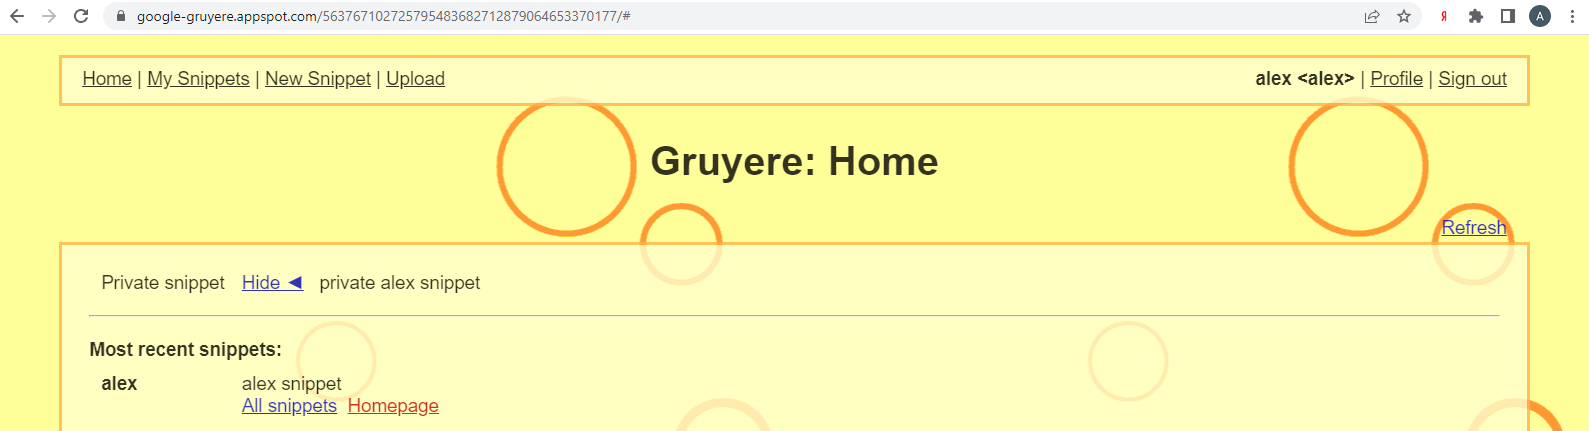 google-gruyere.appspot.com/563767102725795483682712879064653370177/#
Я
A
Home | My Snippets | New Snippet | Upload
alex <alex> | Profile | Sign out
Gruyere: Home
Refresh
Private snippet Hide ◄ private alex snippet
Most recent snippets:
alex alex snippet
All snippets Homepage